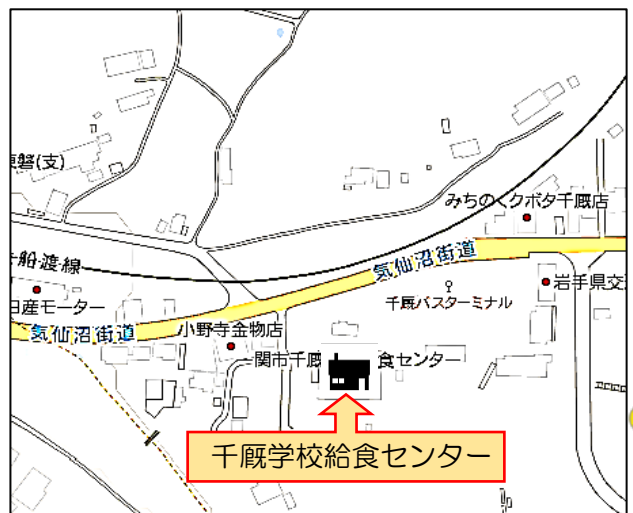 東磐(支)
みちのくクボタ千厩店
船渡線
気仙沼街道
岩手県交
日産モーター
千厩バスターミナル
気仙沼街道
小野寺金物店
関市千厩
食センター
千厩学校給食センター